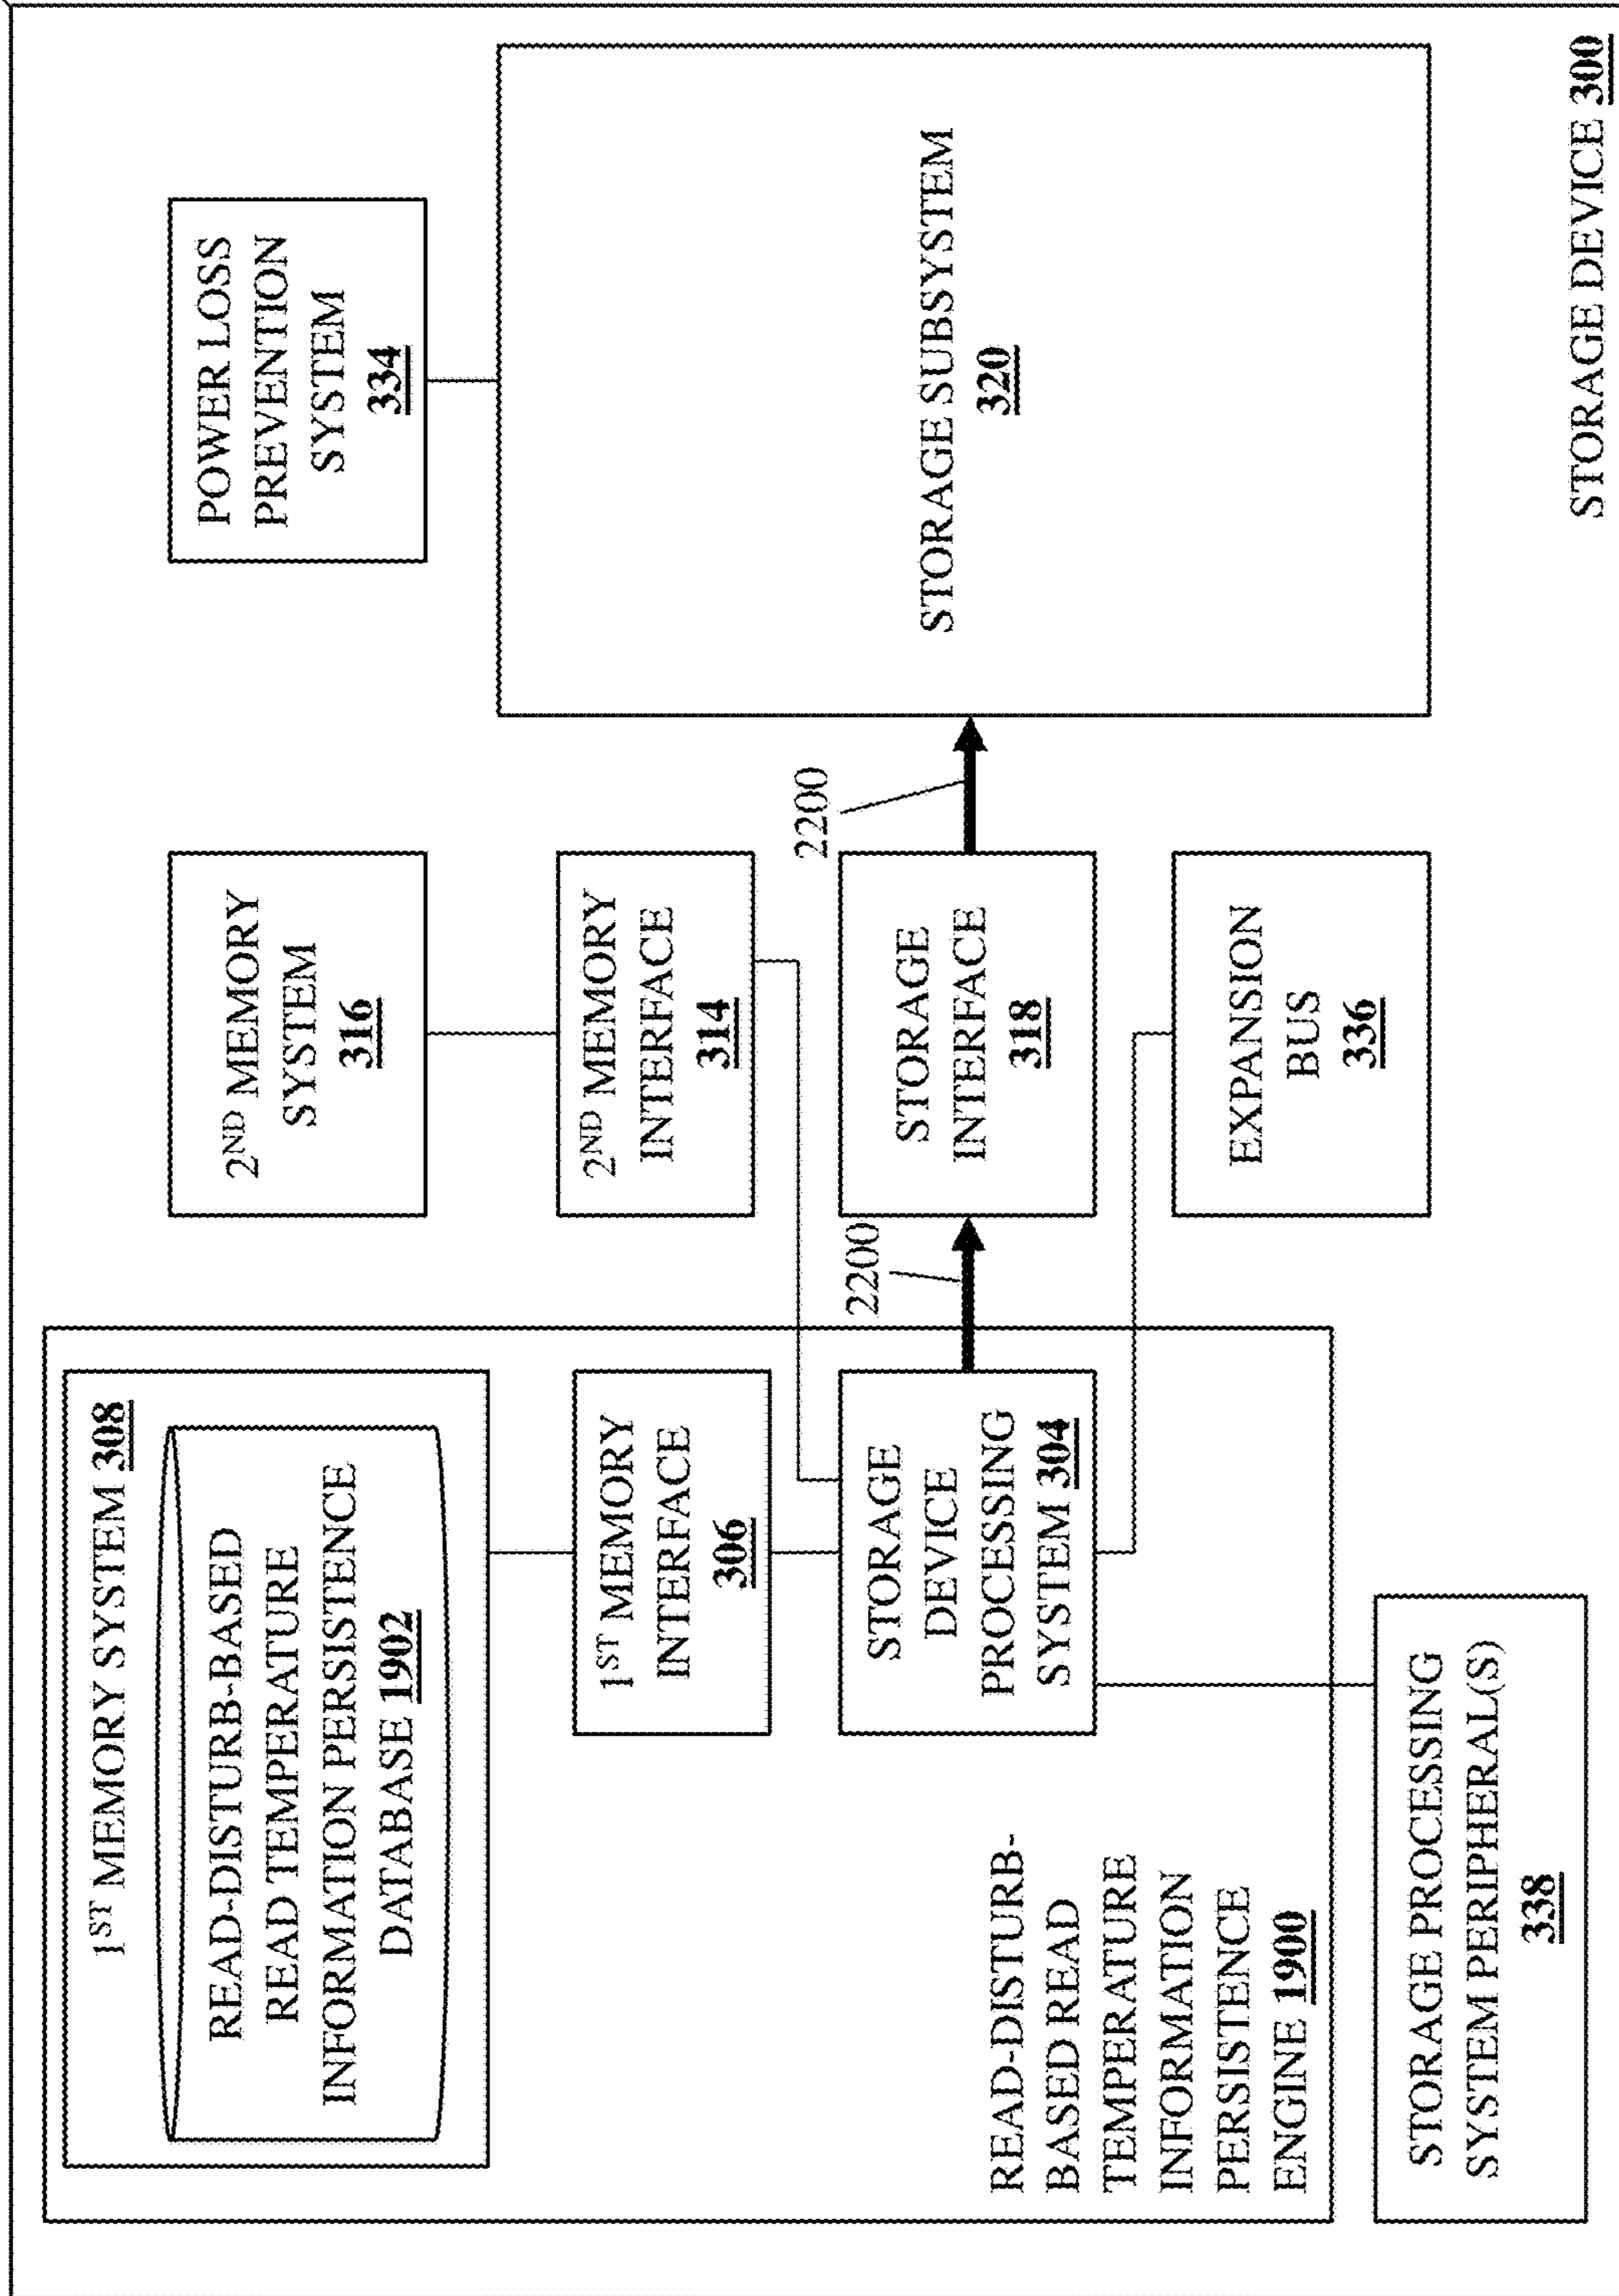 1ST MEMORY SYSTEM 308
READ-DISTURB-BASED
READ TEMPERATURE
INFORMATION PERSISTENCE
DATABASE 1902
1ST MEMORY
INTERFACE
306
STORAGE
DEVICE
PROCESSING
SYSTEM 304
READ-DISTURB-
BASED READ
TEMPERATURE
INFORMATION
PERSISTENCE
ENGINE 1900
STORAGE PROCESSING
SYSTEM PERIPHERAL(S)
338
2200
2ND MEMORY
SYSTEM
316
2ND MEMORY
INTERFACE
314
STORAGE
INTERFACE
318
EXPANSION
BUS
336
2200
POWER LOSS
PREVENTION
SYSTEM
334
STORAGE SUBSYSTEM
320
STORAGE DEVICE 300